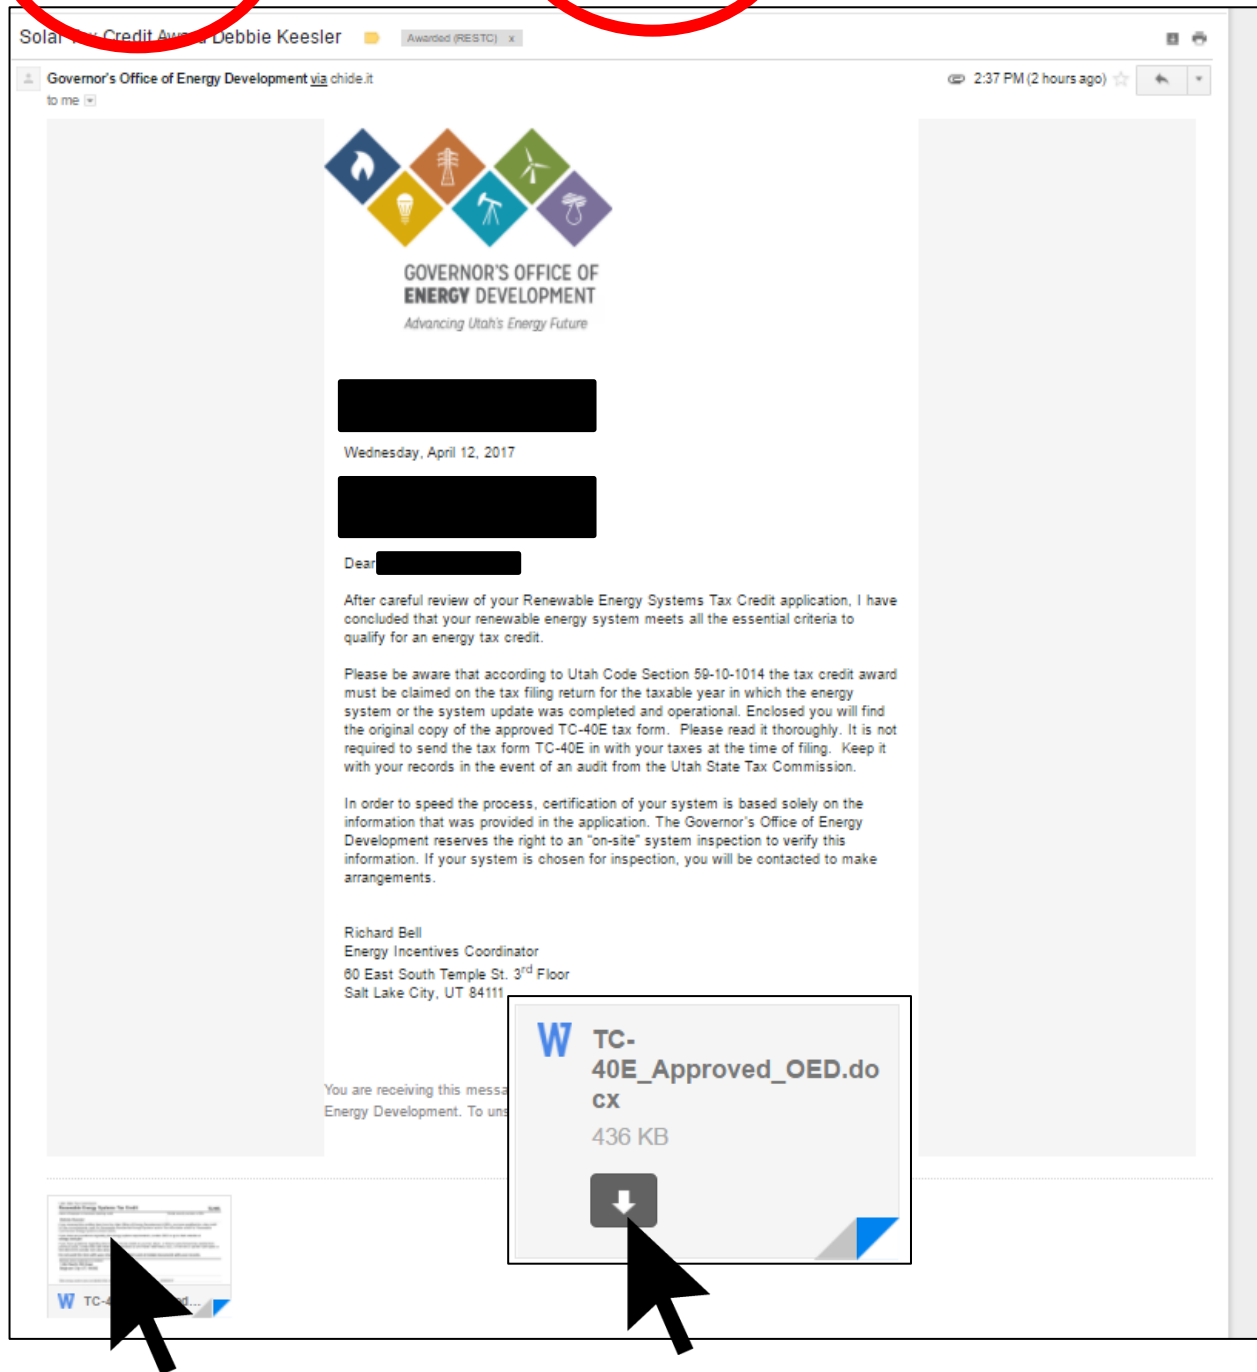 Solar Tax Credit Award Debbie Keesler Awarded (RESTC) x
Governor's Office of Energy Development via chide.it 2:37 PM (2 hours ago)
to me
GOVERNOR'S OFFICE OF
ENERGY DEVELOPMENT
Advancing Utah's Energy Future
Wednesday, April 12, 2017
Dear
After careful review of your Renewable Energy Systems Tax Credit application, I have
concluded that your renewable energy system meets all the essential criteria to
qualify for an energy tax credit.
Please be aware that according to Utah Code Section 59-10-1014 the tax credit award
must be claimed on the tax filing return for the taxable year in which the energy
system or the system update was completed and operational. Enclosed you will find
the original copy of the approved TC-40E tax form. Please read it thoroughly. It is not
required to send the tax form TC-40E in with your taxes at the time of filing. Keep it
with your records in the event of an audit from the Utah State Tax Commission.
In order to speed the process, certification of your system is based solely on the
information that was provided in the application. The Governor's Office of Energy
Development reserves the right to an "on-site" system inspection to verify this
information. If your system is chosen for inspection, you will be contacted to make
arrangements.
Richard Bell
Energy Incentives Coordinator
60 East South Temple St. 3rd Floor
Salt Lake City, UT 84111
You are receiving this messa
Energy Development. To uns
W TC-
40E_Approved_OED.do
cx
436 KB
Renewable Energy Systems Tax Credit
W TC-4 d...